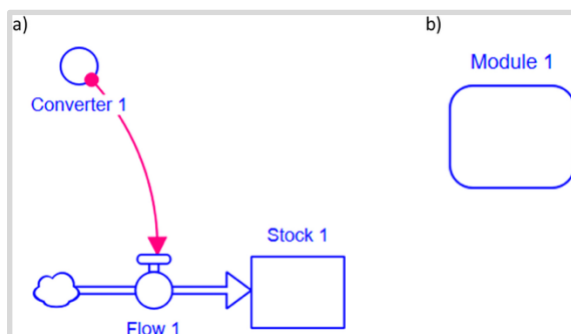 a)
b)
Module 1
Converter 1
Stock 1
Flow 1